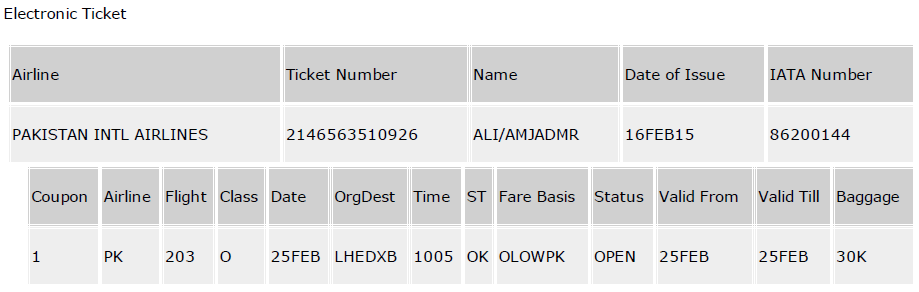 Electronic Ticket
Airline Ticket Number Name Date of Issue IATA Number
PAKISTAN INTL AIRLINES 2146563510926 ALI/AMJADMR 16FEB15 86200144
Coupon Airline Flight Class Date OrgDest Time ST Fare Basis Status Valid From Valid Till Baggage
1 PK 203 O 25FEB LHEDXB 1005 OK OLOWPK OPEN 25FEB 25FEB 30K